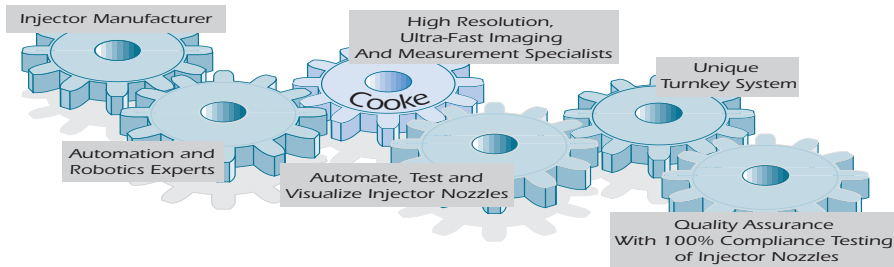 Injector Manufacturer
High Resolution,
Ultra-Fast Imaging
And Measurement Specialists
Cooke
Unique
Turnkey System
Automation and
Robotics Experts
Automate, Test and
Visualize Injector Nozzles
Quality Assurance
With 100% Compliance Testing
of Injector Nozzles